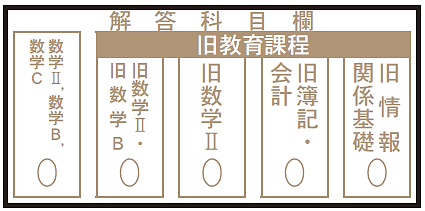 解答科目欄
旧教育課程
数学Ⅱ,数学B,
数学C
旧数学Ⅱ・
旧数学B
旧数学Ⅱ
旧簿記・
会計
旧情報
関係基礎